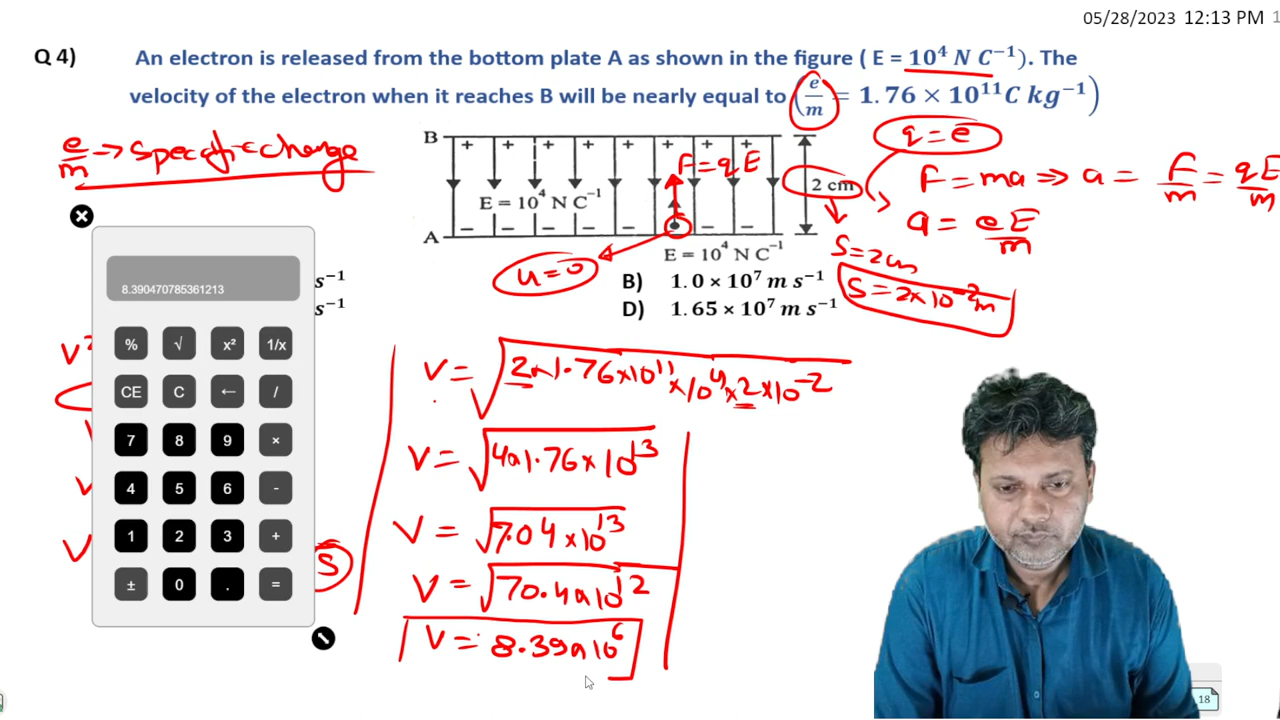 05/28/2023 12:13 PM 1
Q 4) An electron is released from the bottom plate A as shown in the figure ( E = 10⁴ N C⁻¹). The
velocity of the electron when it reaches B will be nearly equal to (e/m = 1.76 × 10¹¹C kg⁻¹)
e/m → Specific charge
q = e
F = ma ⇒ a = F/m = qE/m
a = eE/m
B + + + + + + +
F = qE
E = 10⁴ N C⁻¹
2 cm
A – – – – – – –
E = 10⁴ N C⁻¹
u = 0
S = 2cm
S = 2×10⁻²m
s⁻¹
B) 1.0 × 10⁷ m s⁻¹
s⁻¹
D) 1.65 × 10⁷ m s⁻¹
8.390470785361213
% √ x² 1/x
CE C ← /
7 8 9 ×
4 5 6 -
1 2 3 +
± 0 . =
V²
V
V
S
V = √2×1.76×10¹¹×10⁴×2×10⁻²
V = √4×1.76×10¹³
V = √7.04×10¹³
V = √70.4×10¹²
V = 8.39×10⁶
18